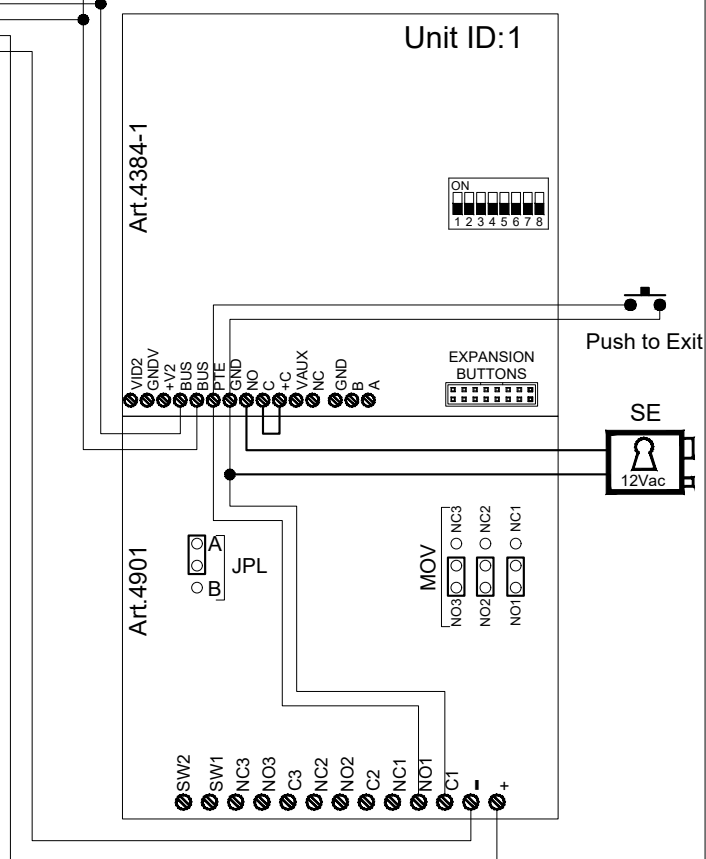 Unit ID:1
Art.4384-1
ON
1 2 3 4 5 6 7 8
Push to Exit
VID2
GNDV
+V2
BUS
BUS
PTE
GND
NO
C
+C
VAUX
NC
GND
B
A
EXPANSION
BUTTONS
SE
12Vac
Art.4901
A
B
JPL
MOV
NC3
NC2
NC1
NO3
NO2
NO1
SW2
SW1
NC3
NO3
C3
NC2
NO2
C2
NC1
NO1
C1
-
+